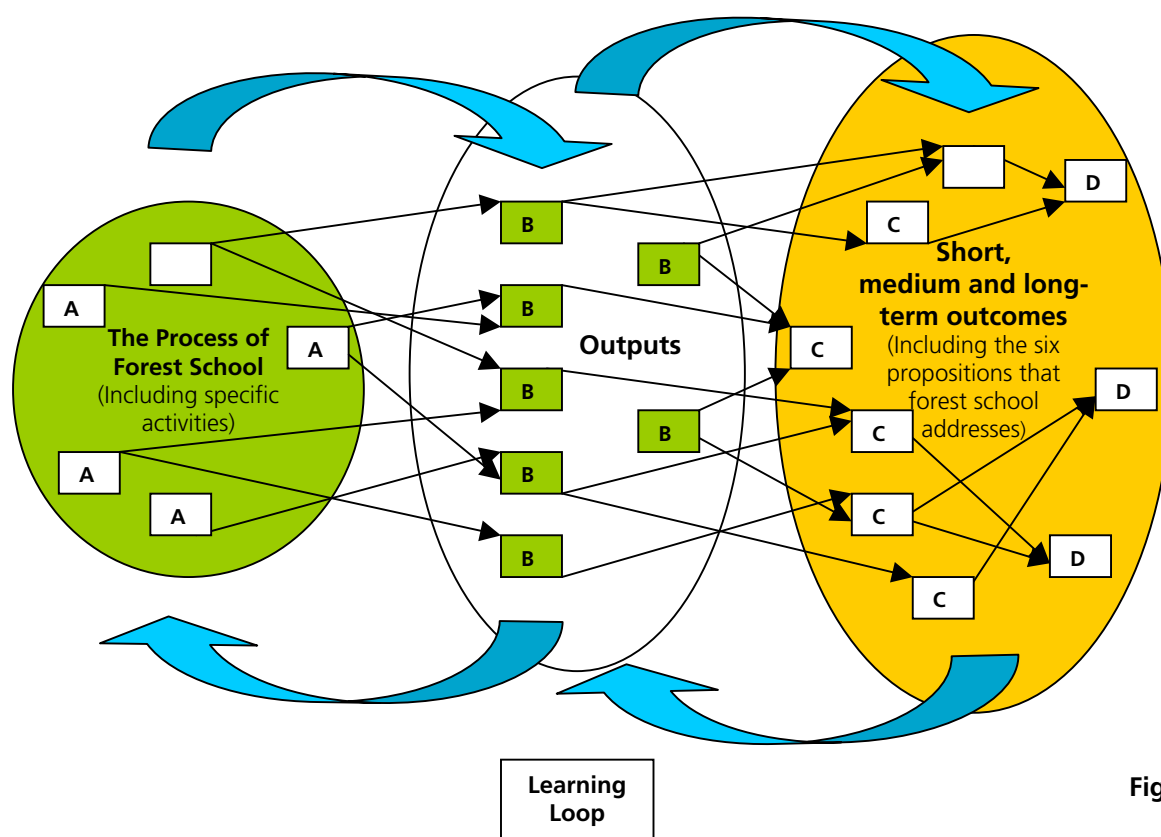 The Process of
Forest School
(Including specific
activities)
A
A
A
A
Outputs
B
B
B
B
B
B
B
Short,
medium and long-
term outcomes
(Including the six
propositions that
forest school
addresses)
C
C
C
C
C
D
D
D
Learning
Loop
Fig